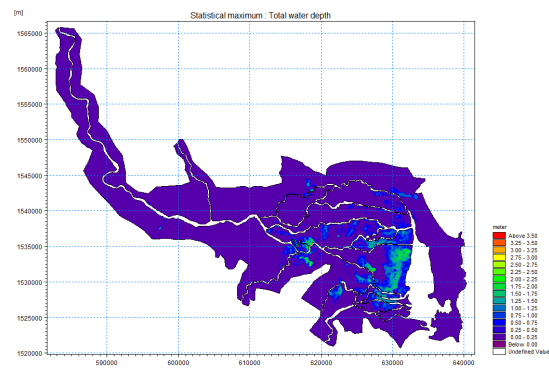 Statistical maximum : Total water depth
[m]
1565000
1560000
1555000
1550000
1545000
1540000
1535000
1530000
1525000
1520000
590000
600000
610000
620000
630000
640000
meter
Above 3.50
3.25 - 3.50
3.00 - 3.25
2.75 - 3.00
2.50 - 2.75
2.25 - 2.50
2.00 - 2.25
1.75 - 2.00
1.50 - 1.75
1.25 - 1.50
1.00 - 1.25
0.75 - 1.00
0.50 - 0.75
0.25 - 0.50
0.00 - 0.25
Below 0.00
Undefined Value